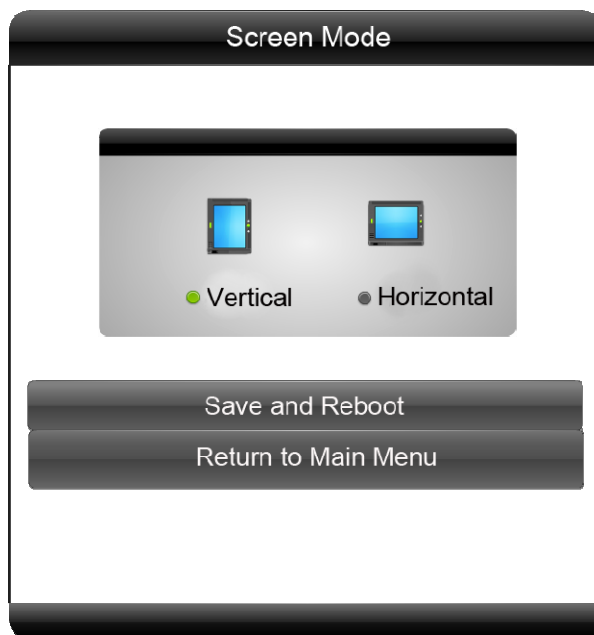 Screen Mode
Vertical
Horizontal
Save and Reboot
Return to Main Menu